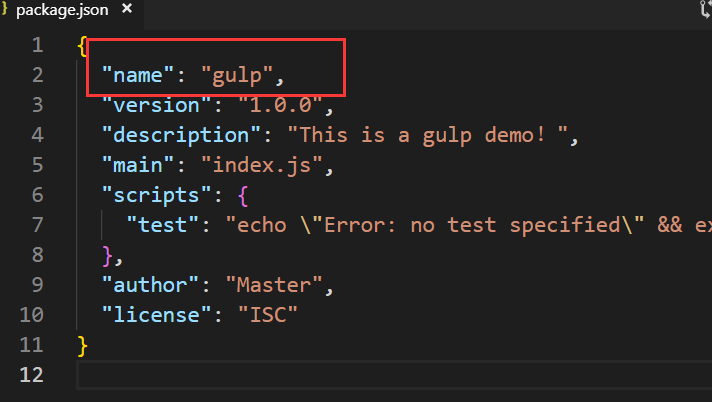 package.json
1 {
2 "name": "gulp",
3 "version": "1.0.0",
4 "description": "This is a gulp demo！",
5 "main": "index.js",
6 "scripts": {
7 "test": "echo \"Error: no test specified\" && ex
8 },
9 "author": "Master",
10 "license": "ISC"
11 }
12